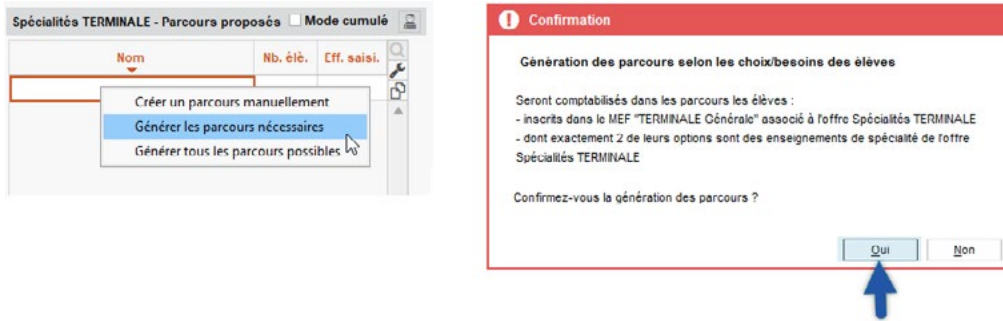 Spécialités TERMINALE - Parcours proposés Mode cumulé
Nom Nb. élè. Eff. saisi.
Créer un parcours manuellement
Générer les parcours nécessaires
Générer tous les parcours possibles
Confirmation
Génération des parcours selon les choix/besoins des élèves
Seront comptabilisés dans les parcours les élèves :
- inscrits dans le MEF "TERMINALE Générale" associé à l'offre Spécialités TERMINALE
- dont exactement 2 de leurs options sont des enseignements de spécialité de l'offre
Spécialités TERMINALE
Confirmez-vous la génération des parcours ?
Oui Non